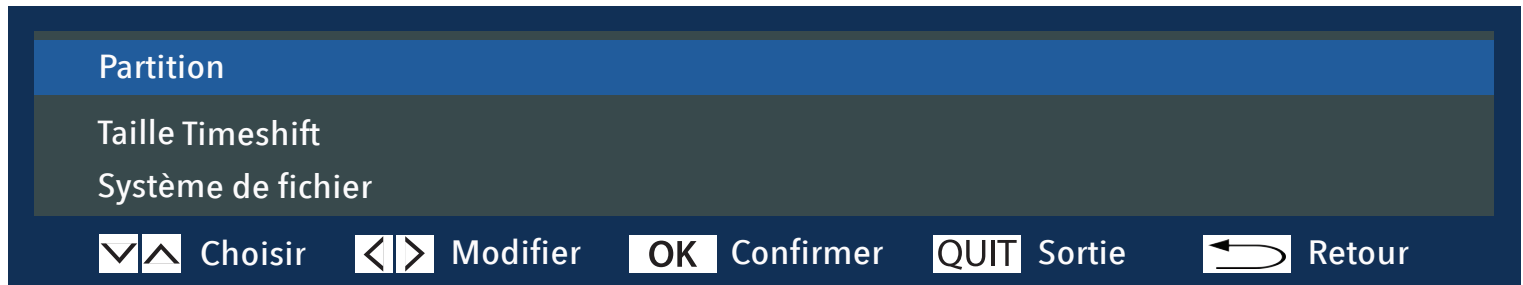 Partition
Taille Timeshift
Système de fichier
Choisir Modifier OK Confirmer QUIT Sortie Retour